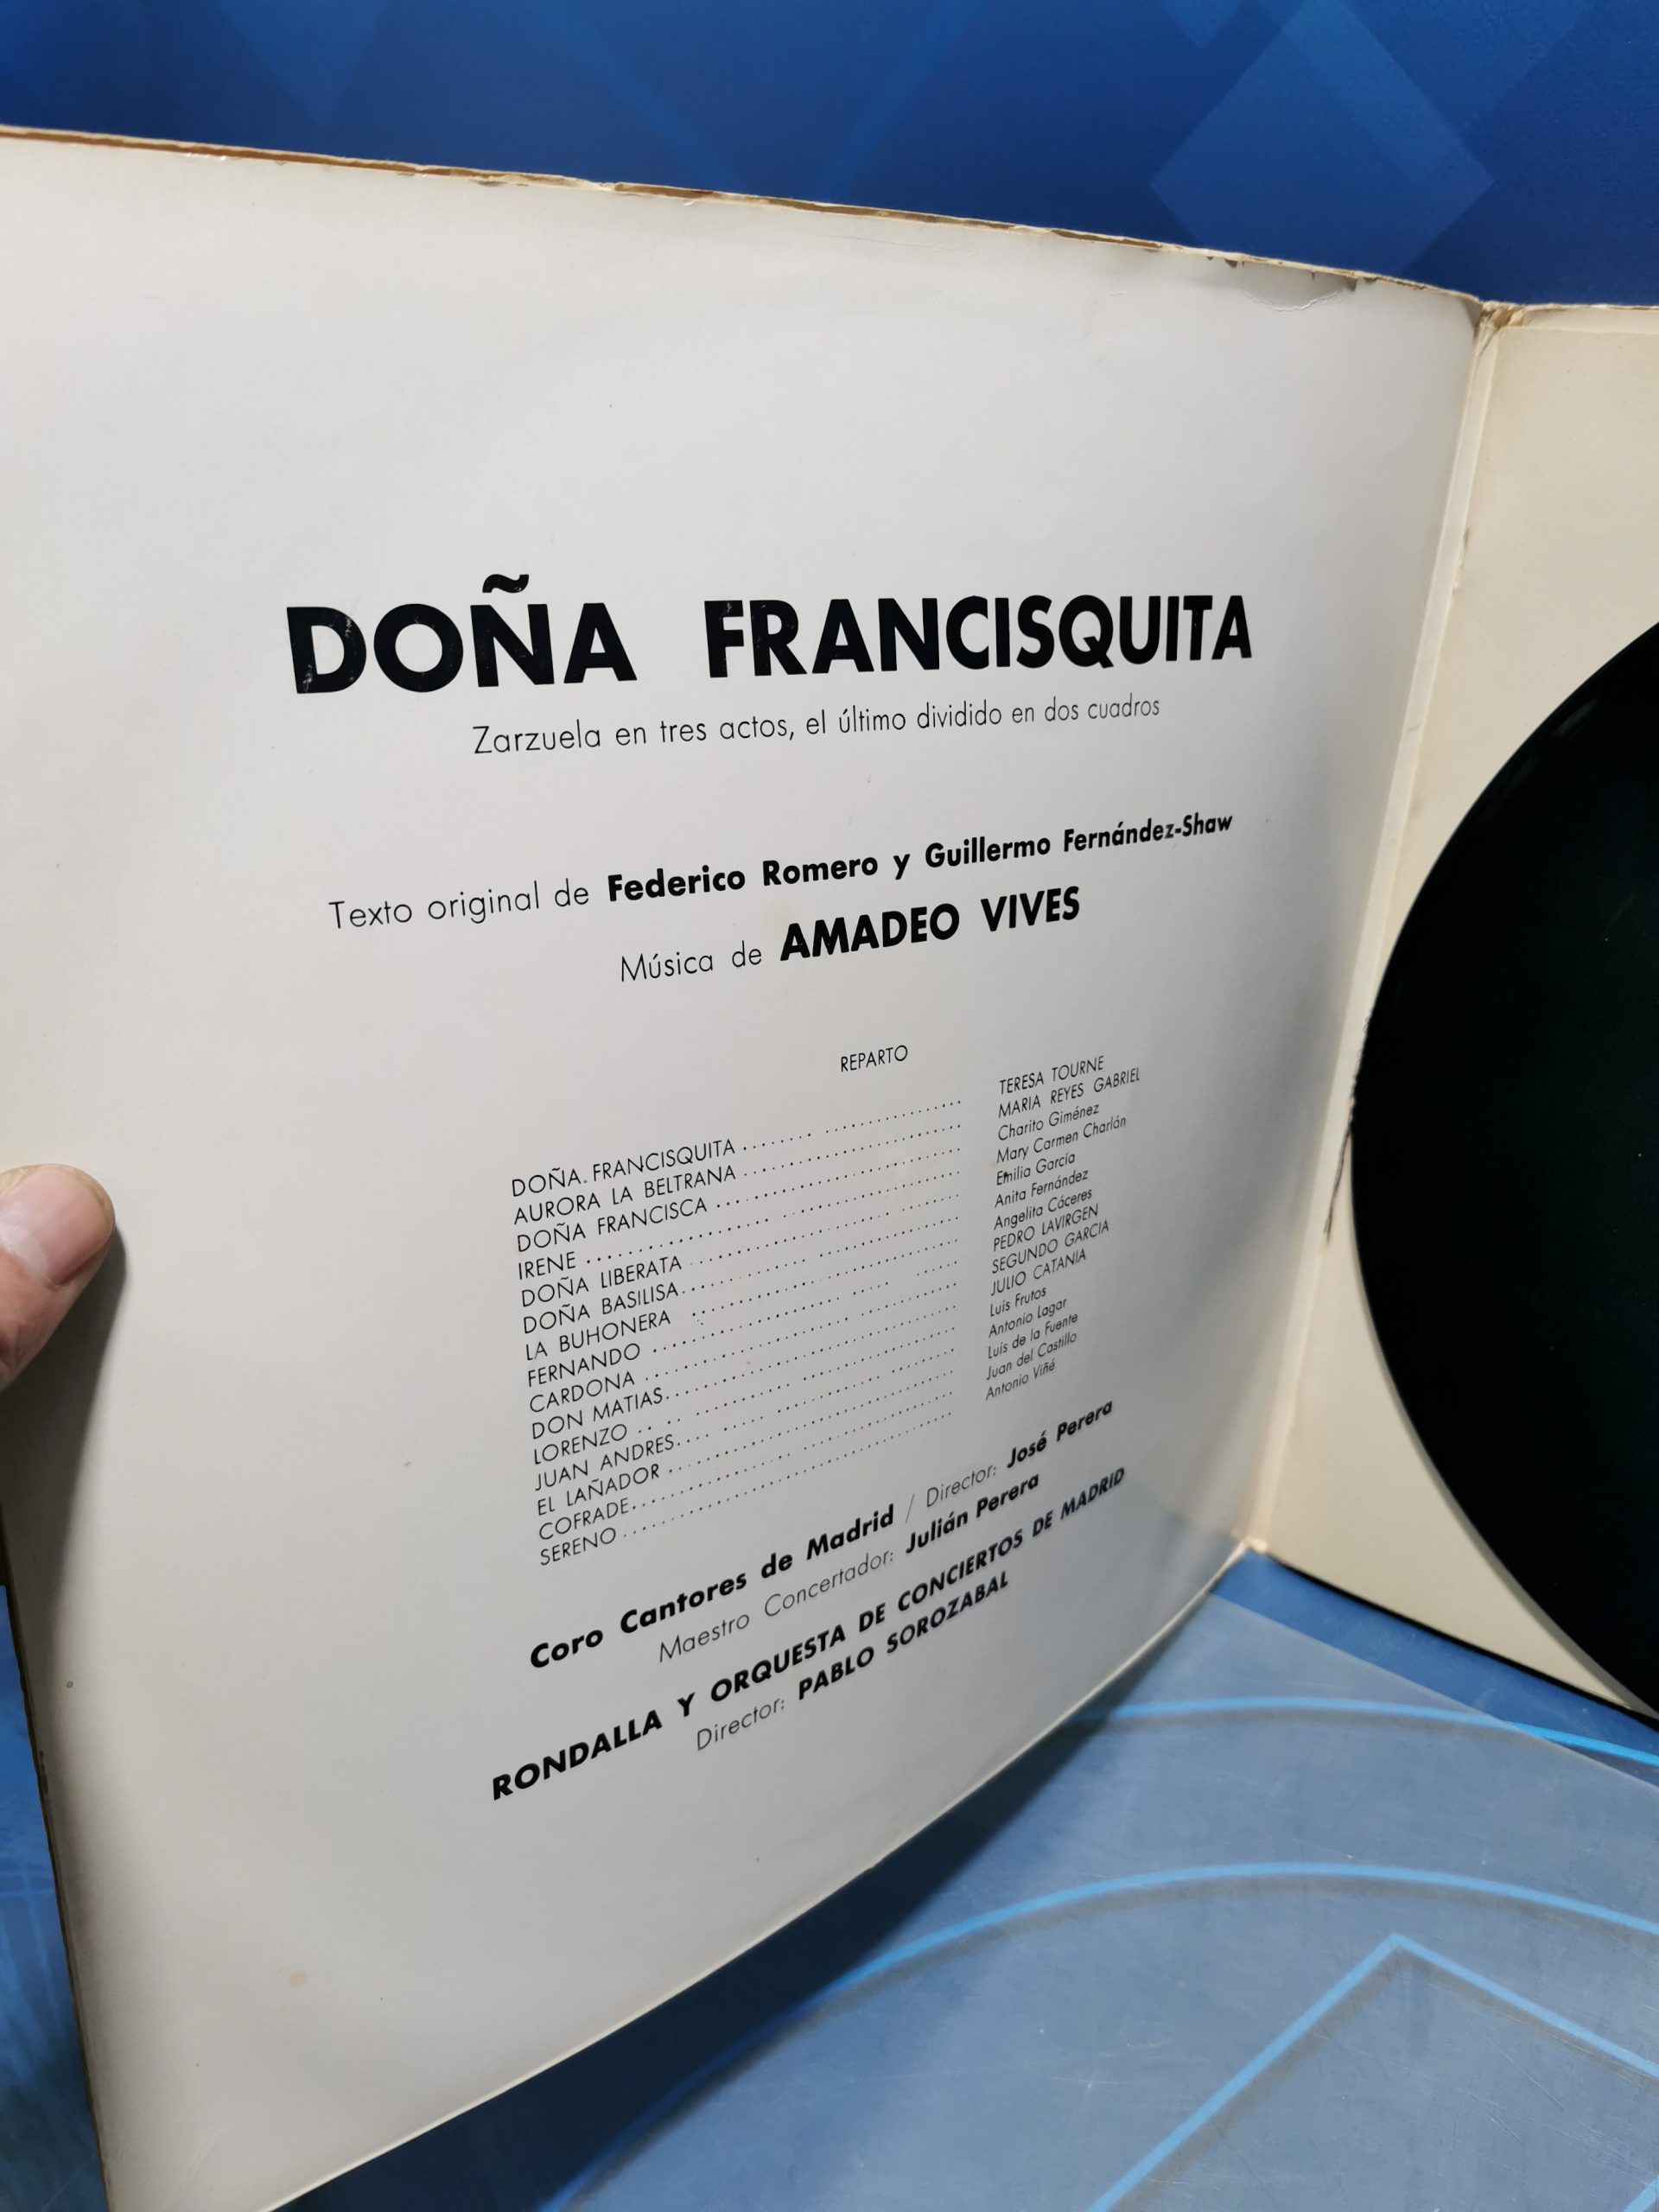 DOÑA FRANCISQUITA
Zarzuela en tres actos, el último dividido en dos cuadros
Texto original de Federico Romero y Guillermo Fernández-Shaw
Música de AMADEO VIVES
REPARTO
DOÑA FRANCISQUITA ........ TERESA TOURNE
AURORA LA BELTRANA ........ MARIA REYES GABRIEL
DOÑA FRANCISCA ........ Charito Giménez
IRENE ........ Mary Carmen Charlán
DOÑA LIBERATA ........ Emilia García
DOÑA BASILISA ........ Anita Fernández
LA BUHONERA ........ Angelita Cáceres
FERNANDO ........ PEDRO LAVIRGEN
CARDONA ........ SEGUNDO GARCIA
DON MATIAS ........ JULIO CATANIA
LORENZO ........ Luis Frutos
JUAN ANDRES ........ Antonio Lagar
EL LAÑADOR ........ Luis de la Fuente
COFRADE ........ Juan del Castillo
SERENO ........ Antonio Viñé
Coro Cantores de Madrid / Director: José Perera
Maestro Concertador: Julián Perera
RONDALLA Y ORQUESTA DE CONCIERTOS DE MADRID
Director: PABLO SOROZABAL